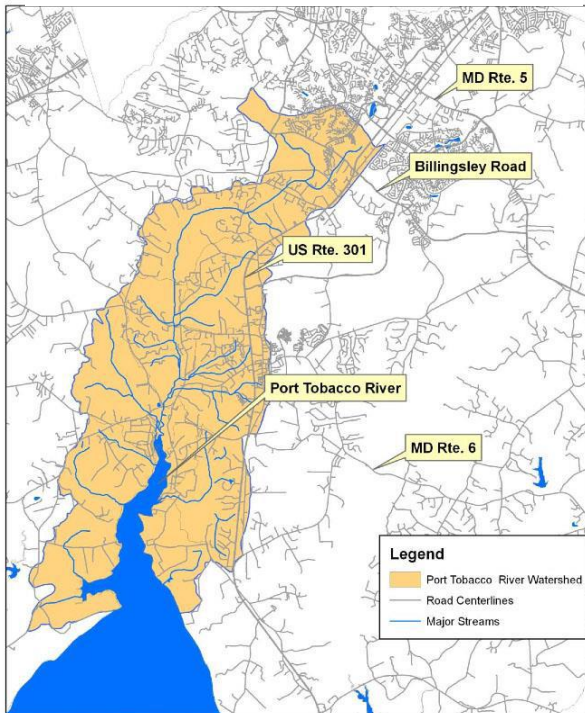 MD Rte. 5
Billingsley Road
US Rte. 301
Port Tobacco River
MD Rte. 6
Legend
Port Tobacco River Watershed
Road Centerlines
Major Streams